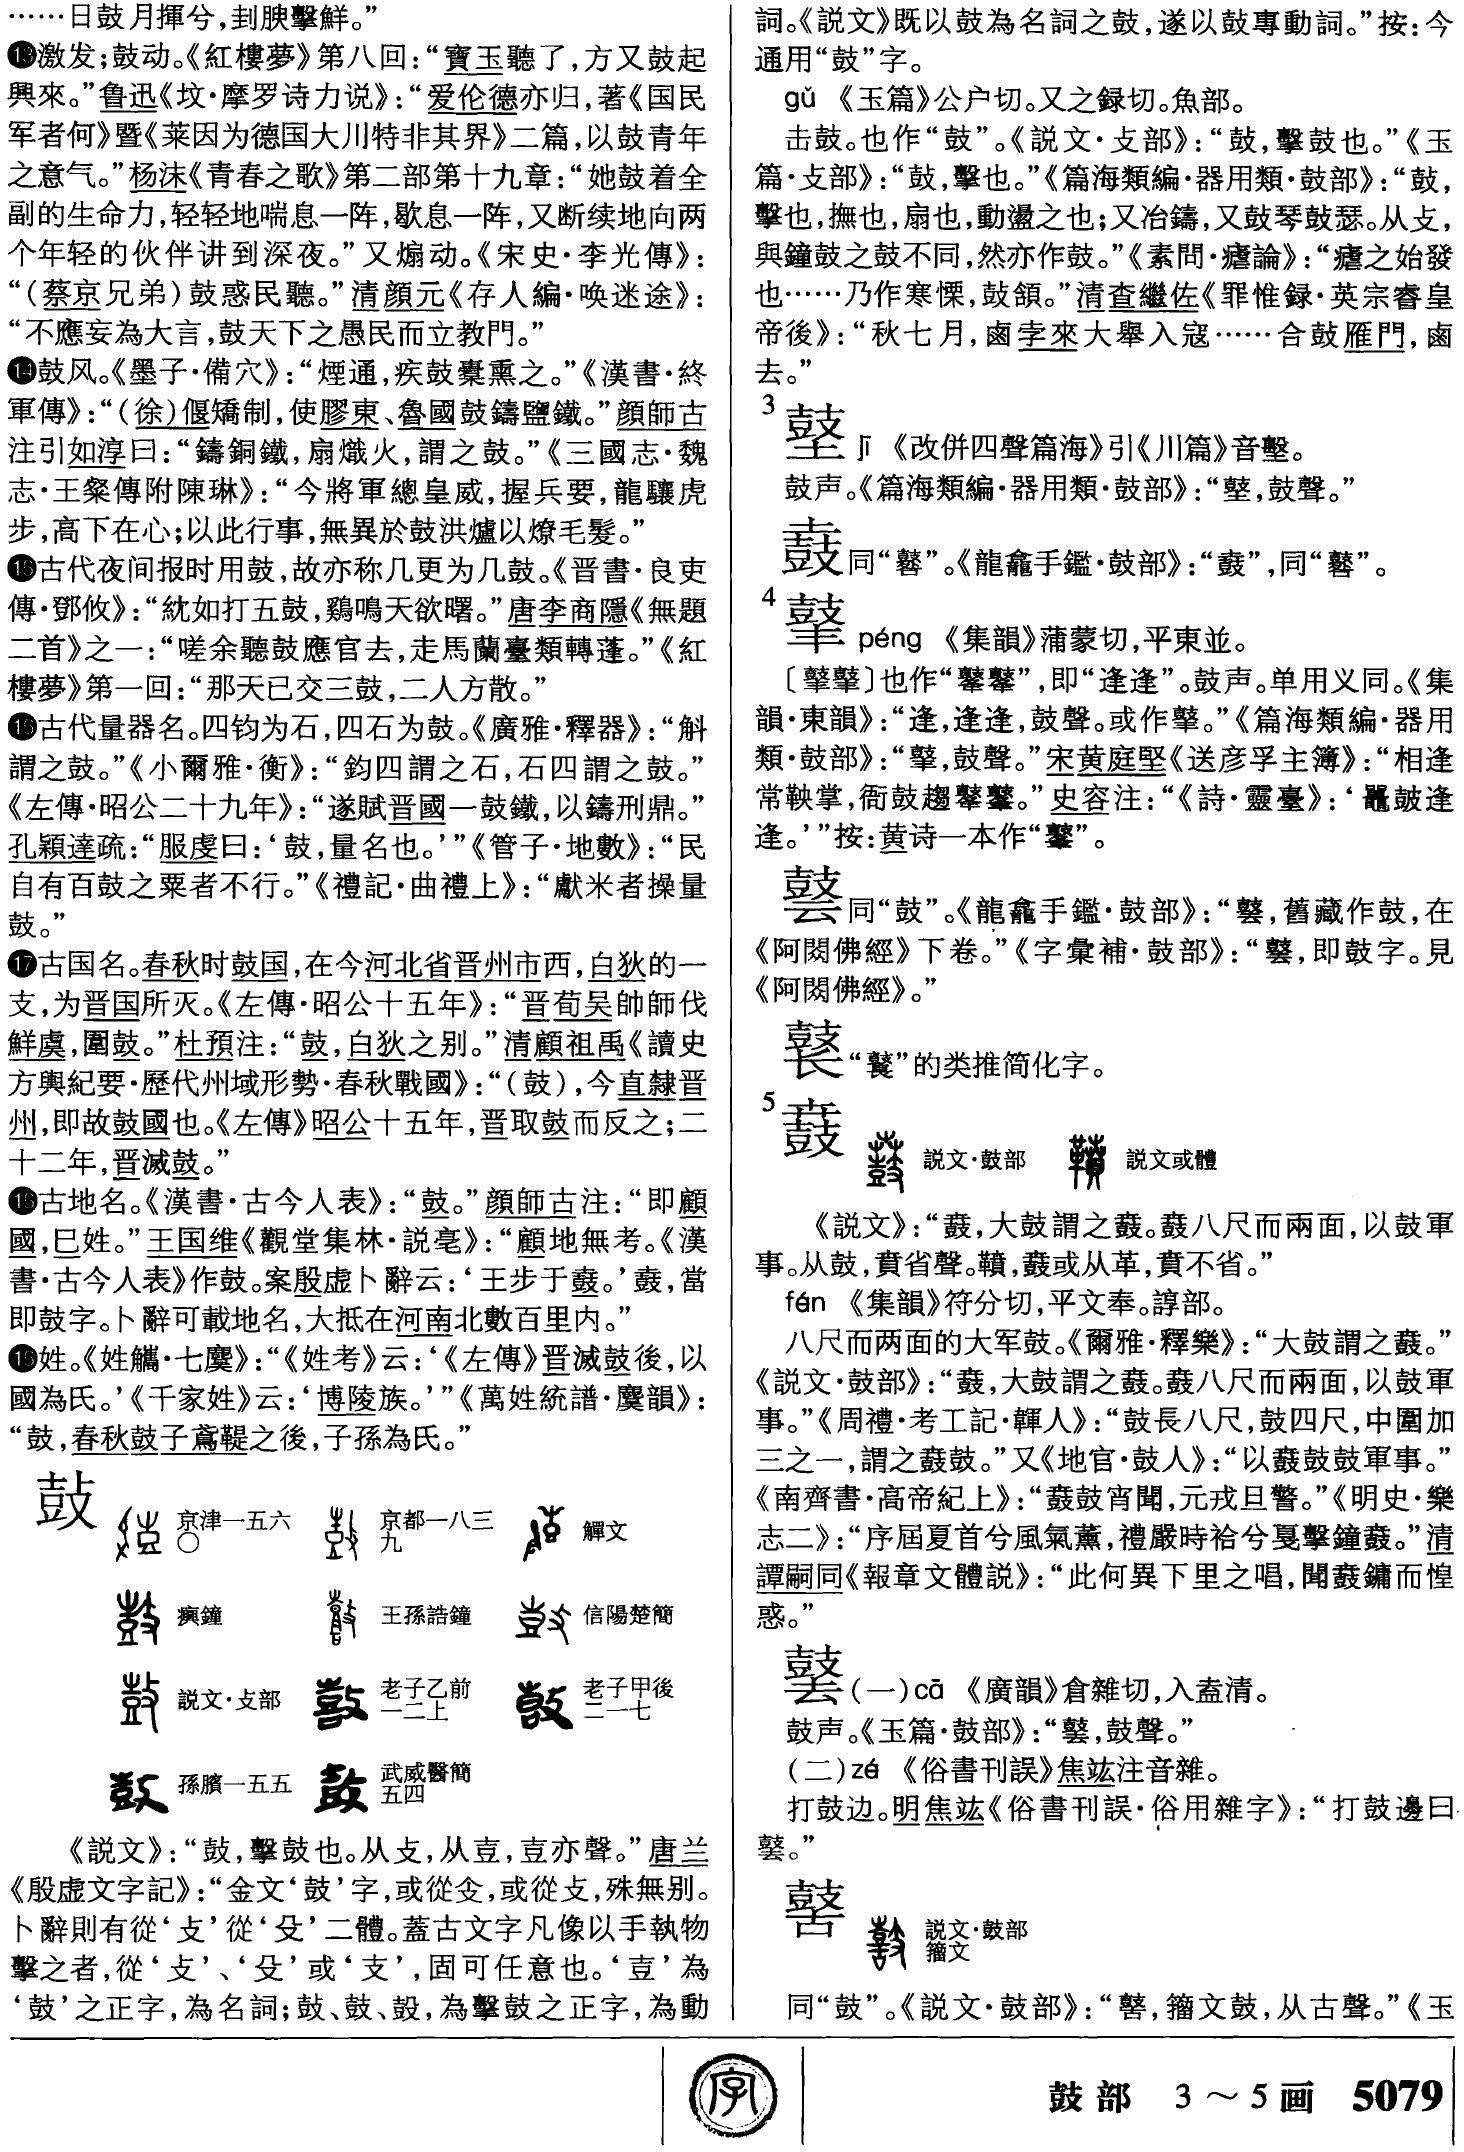 ……日鼓月揮兮，刲腴擊鮮。”
⓭激发；鼓动。《紅樓夢》第八回：“寶玉聽了，方又鼓起
興來。”鲁迅《坟·摩罗诗力说》：“爱伦德亦归，著《国民
军者何》暨《莱因为德国大川特非其界》二篇，以鼓青年
之意气。”杨沫《青春之歌》第二部第十九章：“她鼓着全
副的生命力，轻轻地喘息一阵，歇息一阵，又断续地向两
个年轻的伙伴讲到深夜。”又煽动。《宋史·李光傳》：
“（蔡京兄弟）鼓惑民聽。”清顔元《存人編·唤迷途》：
“不應妄為大言，鼓天下之愚民而立教門。”
⓮鼓风。《墨子·備穴》：“煙通，疾鼓橐熏之。”《漢書·終
軍傳》：“（徐）偃矯制，使膠東、魯國鼓鑄鹽鐵。”顔師古
注引如淳曰：“鑄銅鐵，扇熾火，謂之鼓。”《三國志·魏
志·王粲傳附陳琳》：“今將軍總皇威，握兵要，龍驤虎
步，高下在心；以此行事，無異於鼓洪爐以燎毛髮。”
⓯古代夜间报时用鼓，故亦称几更为几鼓。《晋書·良吏
傳·鄧攸》：“紞如打五鼓，鷄鳴天欲曙。”唐李商隱《無題
二首》之一：“嗟余聽鼓應官去，走馬蘭臺類轉蓬。”《紅
樓夢》第一回：“那天已交三鼓，二人方散。”
⓰古代量器名。四钧为石，四石为鼓。《廣雅·釋器》：“斛
謂之鼓。”《小爾雅·衡》：“鈞四謂之石，石四謂之鼓。”
《左傳·昭公二十九年》：“遂賦晋國一鼓鐵，以鑄刑鼎。”
孔穎達疏：“服虔曰：‘鼓，量名也。’”《管子·地數》：“民
自有百鼓之粟者不行。”《禮記·曲禮上》：“獻米者操量
鼓。”
⓱古国名。春秋时鼓国，在今河北省晋州市西，白狄的一
支，为晋国所灭。《左傳·昭公十五年》：“晋荀吴帥師伐
鮮虞，圍鼓。”杜預注：“鼓，白狄之别。”清顧祖禹《讀史
方輿紀要·歷代州域形勢·春秋戰國》：“（鼓），今直隸晋
州，即故鼓國也。《左傳》昭公十五年，晋取鼓而反之；二
十二年，晋滅鼓。”
⓲古地名。《漢書·古今人表》：“鼓。”顔師古注：“即顧
國，巳姓。”王国维《觀堂集林·説亳》：“顧地無考。《漢
書·古今人表》作鼓。案殷虚卜辭云：‘王步于鼖。’鼖，當
即鼓字。卜辭可載地名，大抵在河南北數百里内。”
⓳姓。《姓觿·七麌》：“《姓考》云：‘《左傳》晋滅鼓後，以
國為氏。’《千家姓》云：‘博陵族。’”《萬姓統譜·麌韻》：
“鼓，春秋鼓子鳶鞮之後，子孫為氏。”
鼔
京津一五六〇 京都一八三九 觶文
㾓鐘 王孫誥鐘 信陽楚簡
説文·攴部 老子乙前一二上 老子甲後二一七
孫臏一五五 武威醫簡五四
《説文》：“鼔，擊鼓也。从攴，从壴，壴亦聲。”唐兰
《殷虚文字記》：“金文‘鼓’字，或從攴，或從攴，殊無别。
卜辭則有從‘攴’從‘殳’二體。蓋古文字凡像以手執物
擊之者，從‘攴’、‘殳’或‘支’，固可任意也。‘壴’為
‘鼓’之正字，為名詞；鼔、鼓、㪇，為擊鼓之正字，為動
詞。《説文》既以鼓為名詞之鼓，遂以鼔專動詞。”按：今
通用“鼓”字。
gǔ 《玉篇》公户切。又之録切。魚部。
击鼓。也作“鼓”。《説文·攴部》：“鼔，擊鼓也。”《玉
篇·攴部》：“鼔，擊也。”《篇海類編·器用類·鼓部》：“鼔，
擊也，撫也，扇也，動盪之也；又冶鑄，又鼓琴鼓瑟。从攴，
與鐘鼓之鼓不同，然亦作鼓。”《素問·瘧論》：“瘧之始發
也……乃作寒慄，鼓頷。”清查繼佐《罪惟録·英宗睿皇
帝後》：“秋七月，鹵孛來大舉入寇……合鼓雁門，鹵
去。”
3
jī 《改併四聲篇海》引《川篇》音墼。
鼓声。《篇海類編·器用類·鼓部》：“，鼓聲。”
同“鼛”。《龍龕手鑑·鼓部》：“，同“鼛”。
4
péng 《集韻》蒲蒙切，平東並。
〔〕也作“鼞鼞”，即“逢逢”。鼓声。单用义同。《集
韻·東韻》：“逢，逢逢，鼓聲。或作。”《篇海類編·器用
類·鼓部》：“，鼓聲。”宋黄庭堅《送彦孚主簿》：“相逢
常鞅掌，衙鼓趨。”史容注：“《詩·靈臺》：‘鼉鼓逢
逢。’”按：黄诗一本作“”。
同“鼓”。《龍龕手鑑·鼓部》：“，舊藏作鼓，在
《阿閦佛經》下卷。”《字彙補·鼓部》：“，即鼓字。見
《阿閦佛經》。”
“”的类推简化字。
5
鼖 説文·鼓部 説文或體
《説文》：“鼖，大鼓謂之鼖。鼖八尺而兩面，以鼓軍
事。从鼓，賁省聲。鞼，鼖或从革，賁不省。”
fén 《集韻》符分切，平文奉。諄部。
八尺而两面的大军鼓。《爾雅·釋樂》：“大鼓謂之鼖。”
《説文·鼓部》：“鼖，大鼓謂之鼖。鼖八尺而兩面，以鼓軍
事。”《周禮·考工記·韗人》：“鼓長八尺，鼓四尺，中圍加
三之一，謂之鼖鼓。”又《地官·鼓人》：“以鼖鼓鼓軍事。”
《南齊書·高帝紀上》：“鼖鼓宵聞，元戎旦警。”《明史·樂
志二》：“序屆夏首兮風氣薰，禮嚴時袷兮戛擊鐘鼖。”清
譚嗣同《報章文體説》：“此何異下里之唱，聞鼖鏞而惶
惑。”
（一）cā 《廣韻》倉雜切，入盍清。
鼓声。《玉篇·鼓部》：“，鼓聲。”
（二）zá 《俗書刊誤》焦竑注音雜。
打鼓边。明焦竑《俗書刊誤·俗用雜字》：“打鼓邊曰
。”
説文·鼓部籀文
同“鼓”。《説文·鼓部》：“，籀文鼓，从古聲。”《玉
鼓部 3～5画 5079